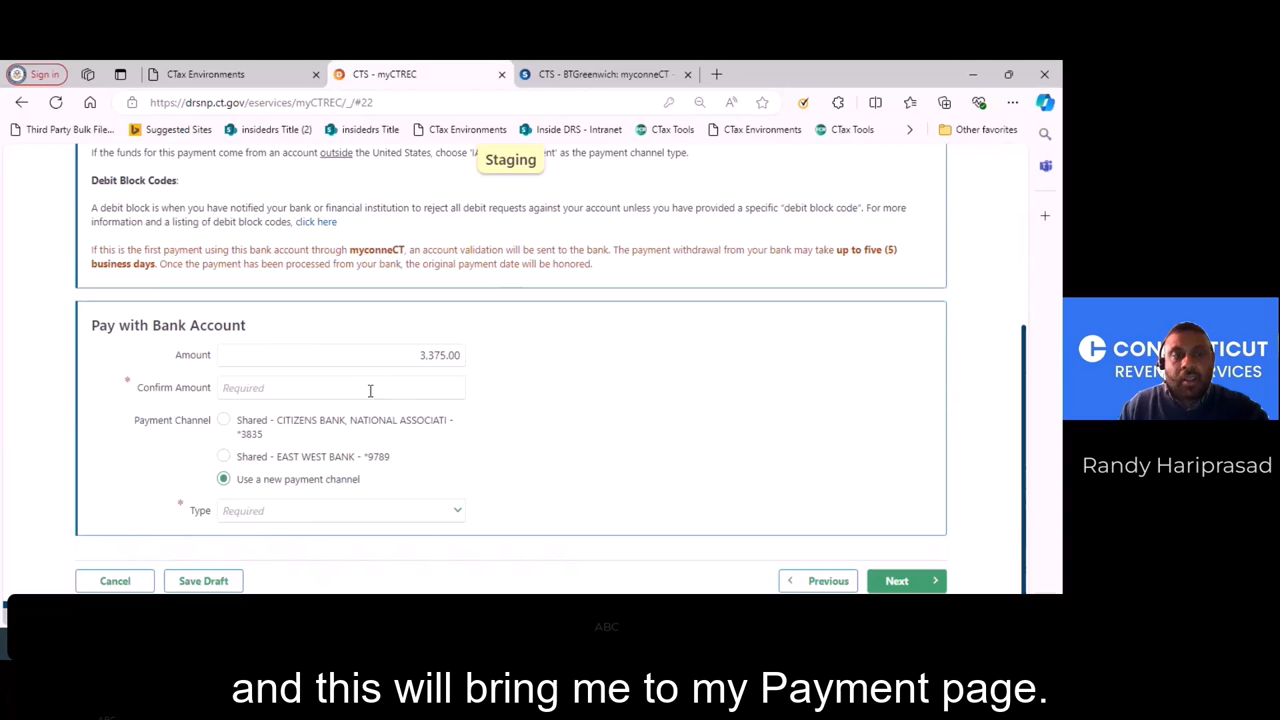 Sign in
CTax Environments
CTS - myCTREC
CTS - BTGreenwich: myconneCT
https://drsnp.ct.gov/eservices/myCTREC/_/#22
Third Party Bulk File...
Suggested Sites
insidedrs Title (2)
insidedrs Title
CTax Environments
Inside DRS - Intranet
CTax Tools
CTax Environments
CTax Tools
Other favorites
If the funds for this payment come from an account outside the United States, choose 'IA ent' as the payment channel type.
Staging
Debit Block Codes:
A debit block is when you have notified your bank or financial institution to reject all debit requests against your account unless you have provided a specific "debit block code". For more
information and a listing of debit block codes, click here
If this is the first payment using this bank account through myconneCT, an account validation will be sent to the bank. The payment withdrawal from your bank may take up to five (5)
business days. Once the payment has been processed from your bank, the original payment date will be honored.
Pay with Bank Account
Amount 3,375.00
* Confirm Amount Required
Payment Channel Shared - CITIZENS BANK, NATIONAL ASSOCIATI -
*3835
Shared - EAST WEST BANK - *9789
Use a new payment channel
* Type Required
Cancel
Save Draft
Previous
Next
CON ICUT
REVE ERVICES
Randy Hariprasad
ABC
and this will bring me to my Payment page.